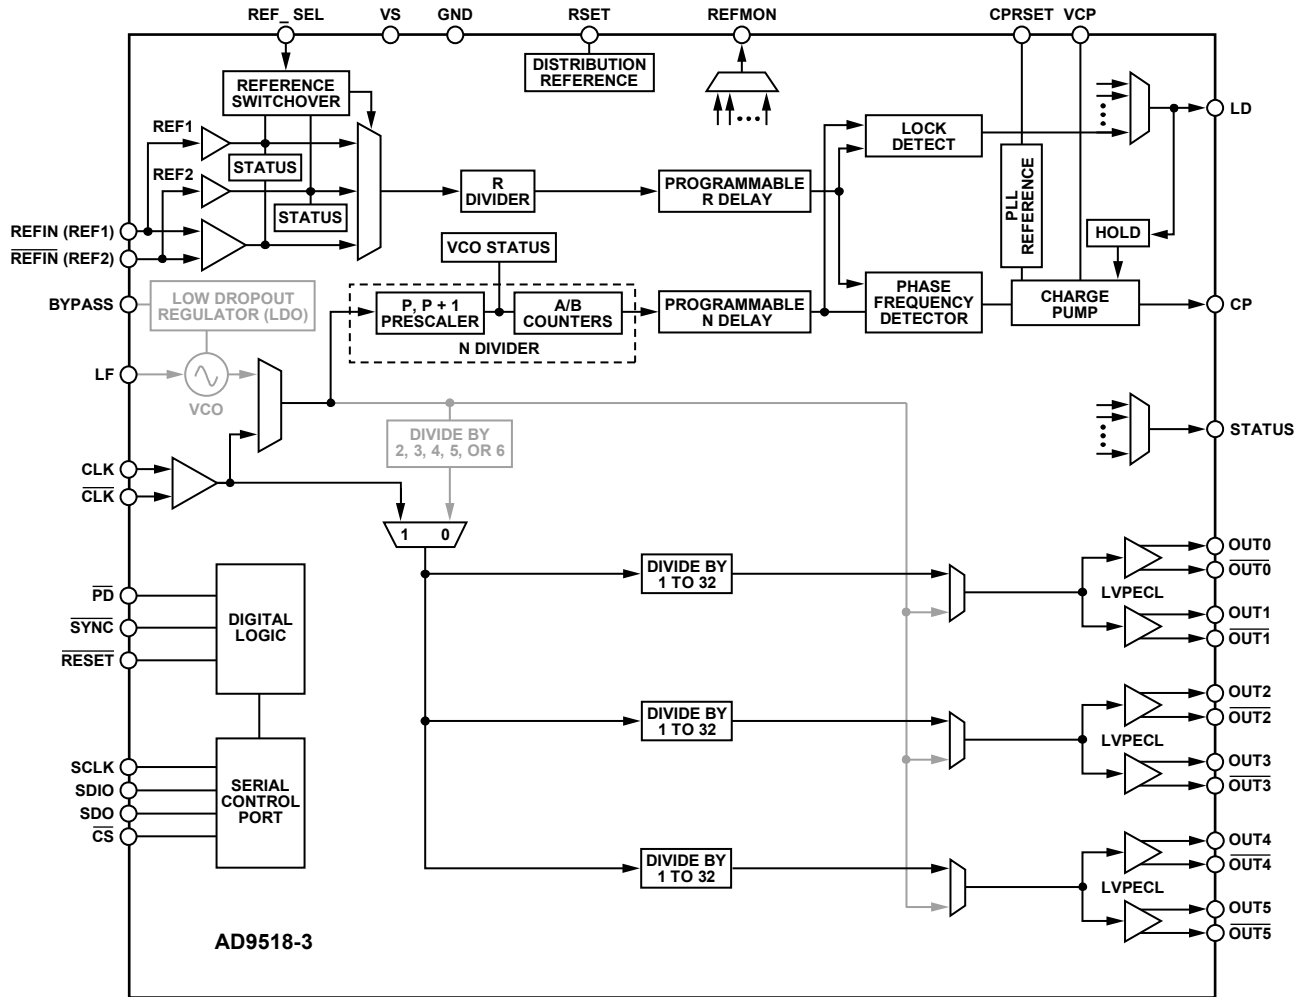 REF_SEL
VS
GND
RSET
REFMON
CPRSET
VCP
DISTRIBUTION
REFERENCE
REFERENCE
SWITCHOVER
REF1
STATUS
REF2
STATUS
R
DIVIDER
PROGRAMMABLE
R DELAY
LOCK
DETECT
PLL
REFERENCE
LD
HOLD
REFIN (REF1)
REFIN (REF2)
BYPASS
LOW DROPOUT
REGULATOR (LDO)
VCO STATUS
P, P + 1
PRESCALER
A/B
COUNTERS
N DIVIDER
PROGRAMMABLE
N DELAY
PHASE
FREQUENCY
DETECTOR
CHARGE
PUMP
CP
LF
VCO
STATUS
DIVIDE BY
2, 3, 4, 5, OR 6
CLK
CLK
1
0
DIVIDE BY
1 TO 32
LVPECL
OUT0
OUT0
OUT1
OUT1
PD
SYNC
RESET
DIGITAL
LOGIC
DIVIDE BY
1 TO 32
LVPECL
OUT2
OUT2
OUT3
OUT3
SCLK
SDIO
SDO
CS
SERIAL
CONTROL
PORT
DIVIDE BY
1 TO 32
LVPECL
OUT4
OUT4
OUT5
OUT5
AD9518-3